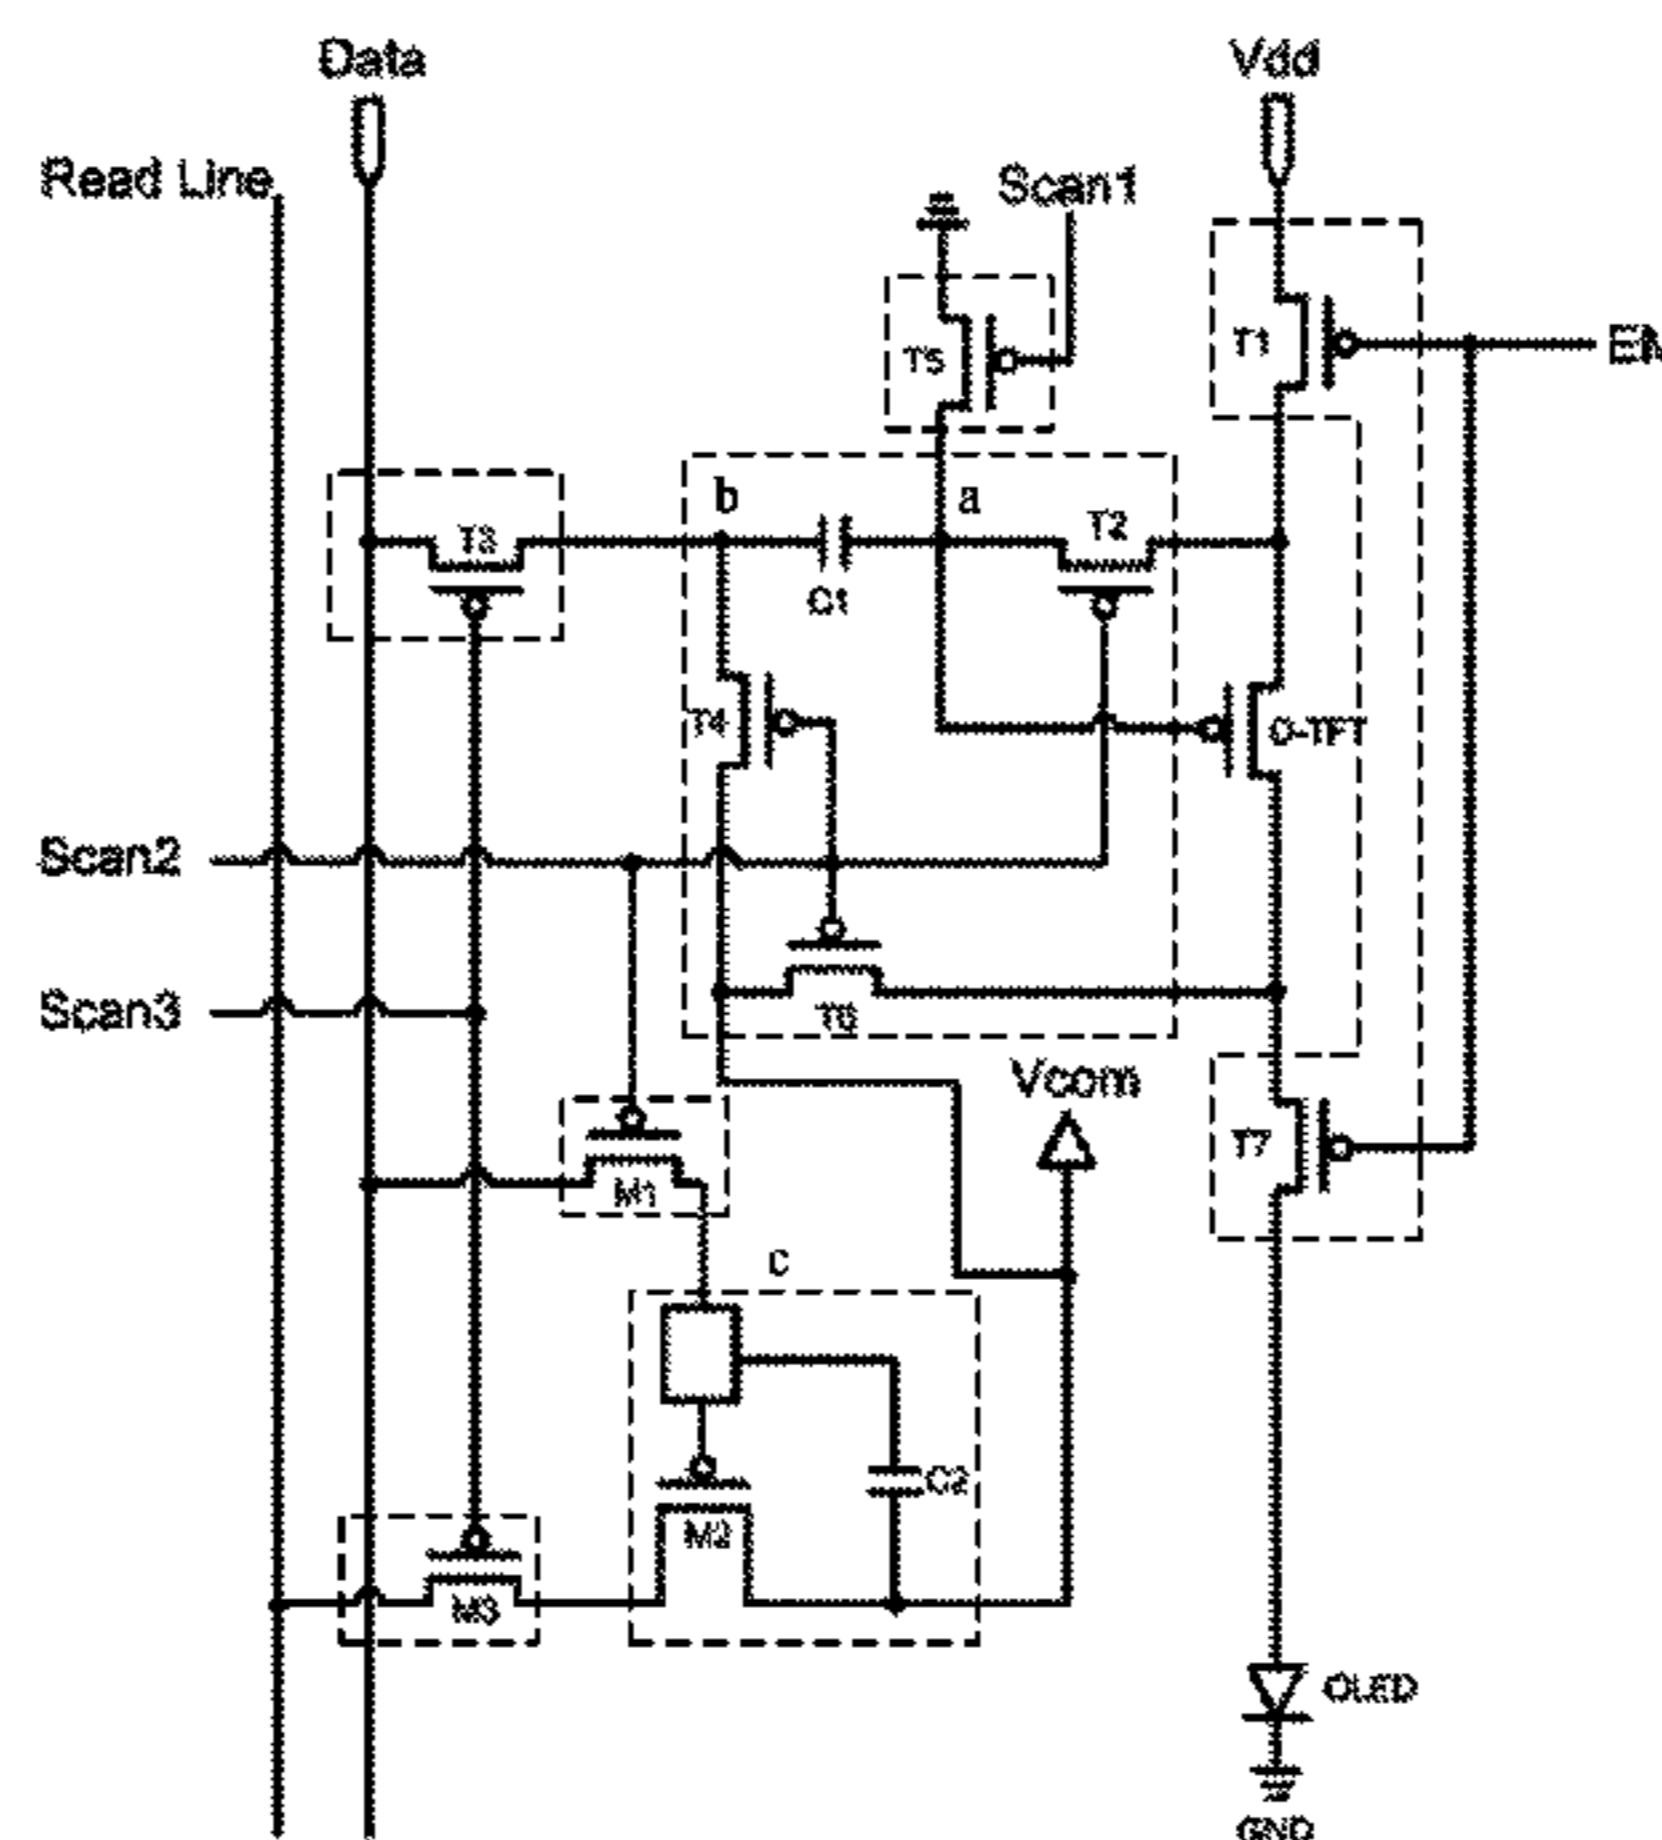 Data
Vdd
Read Line
Scan1
T5
T1
EM
b
a
T3
T2
C1
T4
D-TFT
Scan2
Scan3
T6
Vcom
T7
M1
c
C2
M2
M3
OLED
GND